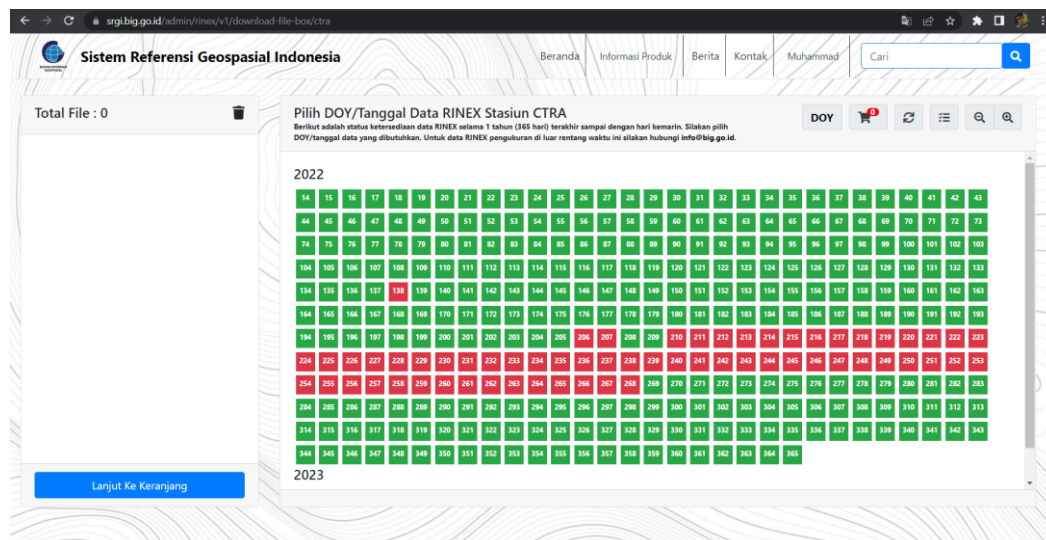 srgi.big.go.id/admin/rinex/v1/download-file-box/ctra
Sistem Referensi Geospasial Indonesia
Beranda
Informasi Produk
Berita
Kontak
Muhammad
Cari
Total File : 0
Pilih DOY/Tanggal Data RINEX Stasiun CTRA
Berikut adalah status ketersediaan data RINEX selama 1 tahun (365 hari) terakhir sampai dengan hari kemarin. Silakan pilih
DOY/tanggal data yang dibutuhkan. Untuk data RINEX pengukuran di luar rentang waktu ini silakan hubungi info@big.go.id.
DOY
0
2022
14 15 16 17 18 19 20 21 22 23 24 25 26 27 28 29 30 31 32 33 34 35 36 37 38 39 40 41 42 43
44 45 46 47 48 49 50 51 52 53 54 55 56 57 58 59 60 61 62 63 64 65 66 67 68 69 70 71 72 73
74 75 76 77 78 79 80 81 82 83 84 85 86 87 88 89 90 91 92 93 94 95 96 97 98 99 100 101 102 103
104 105 106 107 108 109 110 111 112 113 114 115 116 117 118 119 120 121 122 123 124 125 126 127 128 129 130 131 132 133
134 135 136 137 138 139 140 141 142 143 144 145 146 147 148 149 150 151 152 153 154 155 156 157 158 159 160 161 162 163
164 165 166 167 168 169 170 171 172 173 174 175 176 177 178 179 180 181 182 183 184 185 186 187 188 189 190 191 192 193
194 195 196 197 198 199 200 201 202 203 204 205 206 207 208 209 210 211 212 213 214 215 216 217 218 219 220 221 222 223
224 225 226 227 228 229 230 231 232 233 234 235 236 237 238 239 240 241 242 243 244 245 246 247 248 249 250 251 252 253
254 255 256 257 258 259 260 261 262 263 264 265 266 267 268 269 270 271 272 273 274 275 276 277 278 279 280 281 282 283
284 285 286 287 288 289 290 291 292 293 294 295 296 297 298 299 300 301 302 303 304 305 306 307 308 309 310 311 312 313
314 315 316 317 318 319 320 321 322 323 324 325 326 327 328 329 330 331 332 333 334 335 336 337 338 339 340 341 342 343
344 345 346 347 348 349 350 351 352 353 354 355 356 357 358 359 360 361 362 363 364 365
2023
Lanjut Ke Keranjang